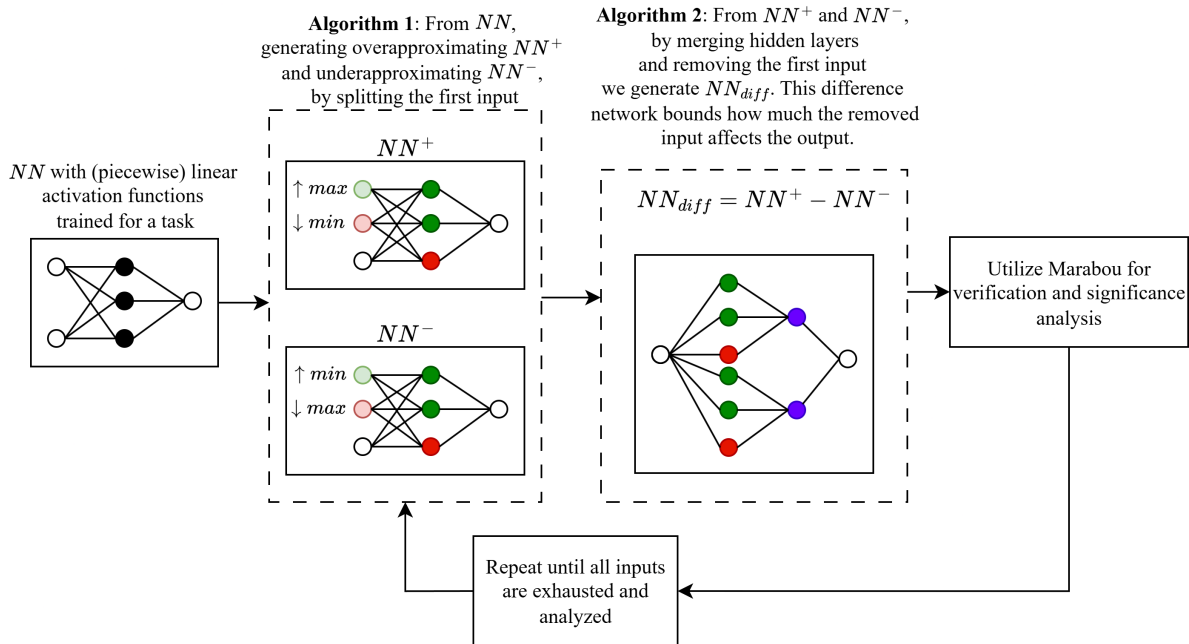 NN with (piecewise) linear
activation functions
trained for a task
Algorithm 1: From NN,
generating overapproximating NN⁺
and underapproximating NN⁻,
by splitting the first input
NN⁺
↑ max
↓ min
NN⁻
↑ min
↓ max
Algorithm 2: From NN⁺ and NN⁻,
by merging hidden layers
and removing the first input
we generate NN_diff. This difference
network bounds how much the removed
input affects the output.
NN_diff = NN⁺ − NN⁻
Utilize Marabou for
verification and significance
analysis
Repeat until all inputs
are exhausted and
analyzed